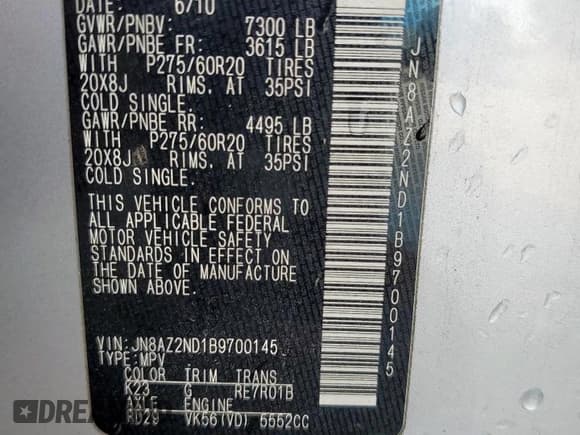 DATE: 6/10
GVWR/PNBV: 7300 LB
GAWR/PNBE FR: 3615 LB
WITH P275/60R20 TIRES
20X8J RIMS. AT 35PSI
COLD SINGLE.
GAWR/PNBE RR: 4495 LB
WITH P275/60R20 TIRES
20X8J RIMS. AT 35PSI
COLD SINGLE.
THIS VEHICLE CONFORMS TO
ALL APPLICABLE FEDERAL
MOTOR VEHICLE SAFETY
STANDARDS IN EFFECT ON
THE DATE OF MANUFACTURE
SHOWN ABOVE.
VIN: JN8AZ2ND1B9700145
TYPE: MPV
COLOR TRIM TRANS
K23 G RE7R01B
AXLE ENGINE
RD29 VK56(VD) 5552CC
JN8AZ2ND1B9700145